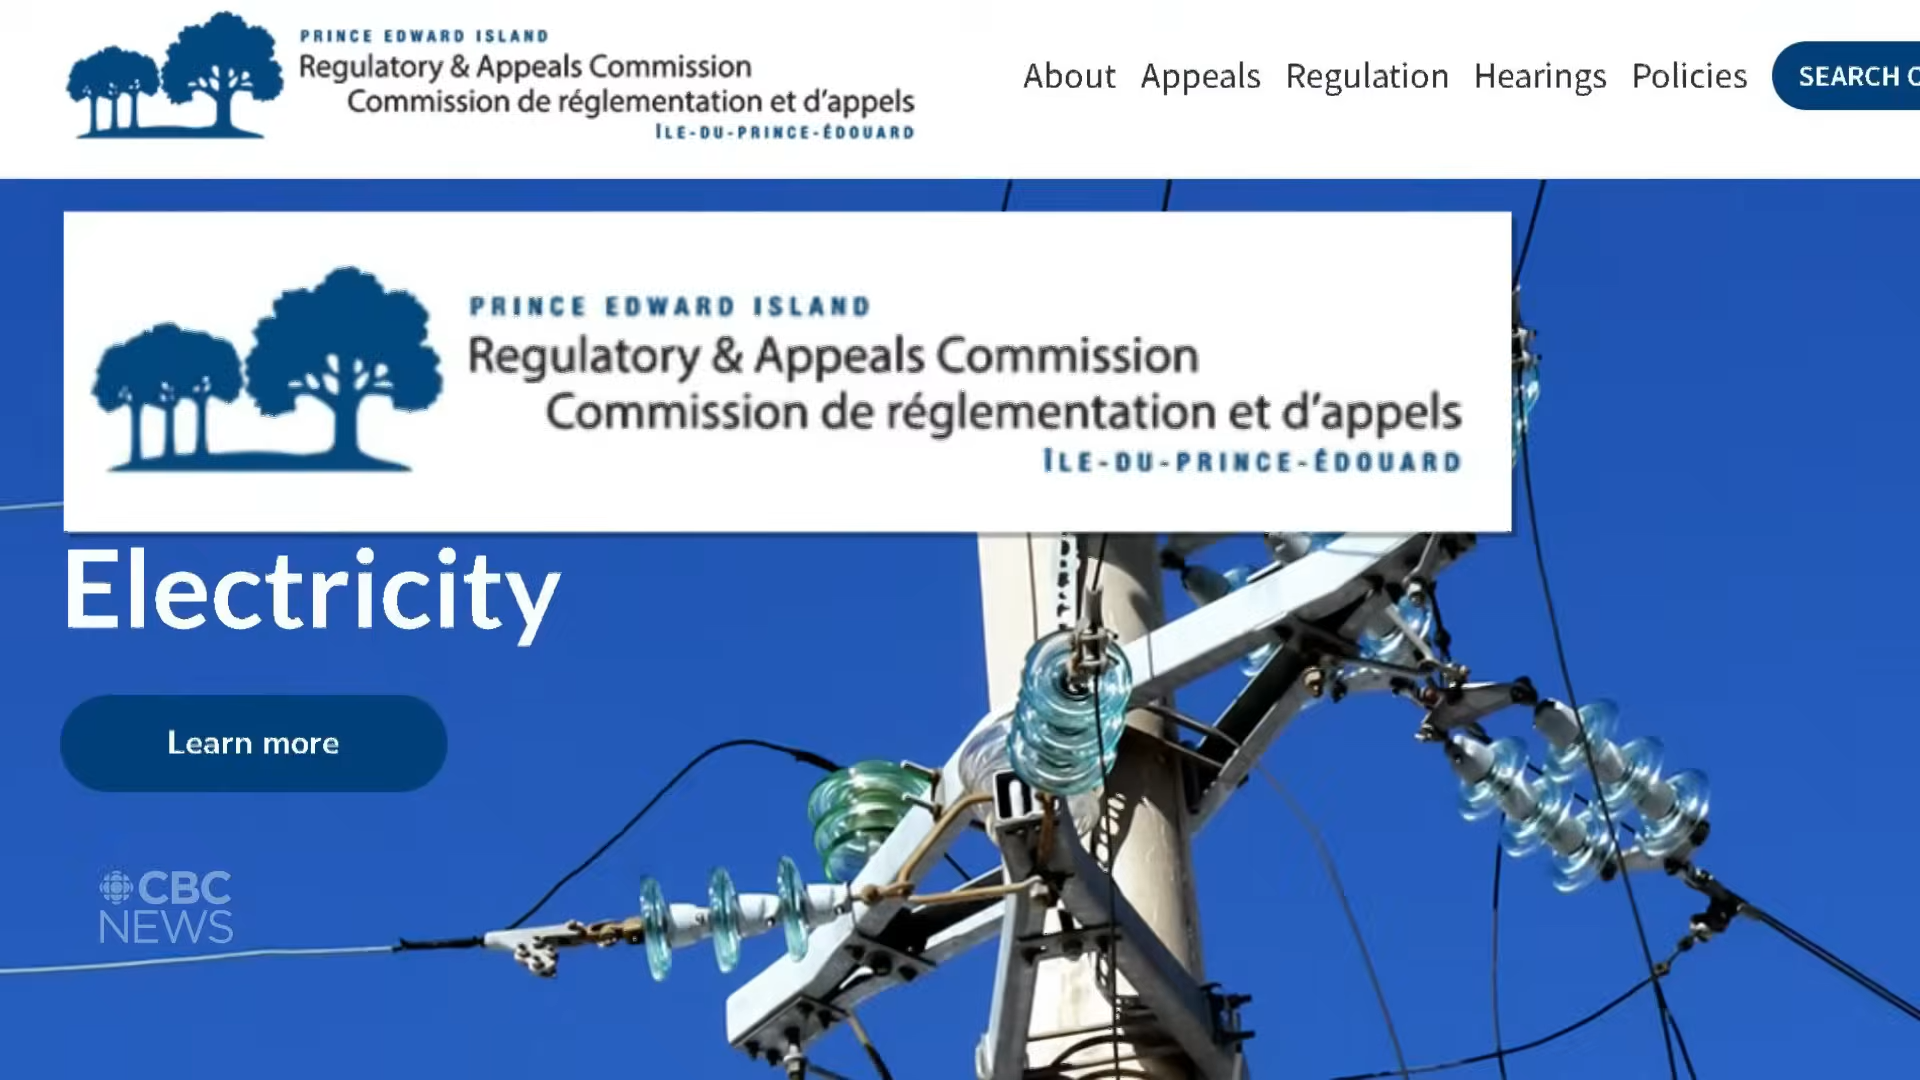 PRINCE EDWARD ISLAND
Regulatory & Appeals Commission
Commission de réglementation et d'appels
ÎLE-DU-PRINCE-ÉDOUARD
About Appeals Regulation Hearings Policies SEARCH
PRINCE EDWARD ISLAND
Regulatory & Appeals Commission
Commission de réglementation et d'appels
ÎLE-DU-PRINCE-ÉDOUARD
Electricity
Learn more
CBC
NEWS